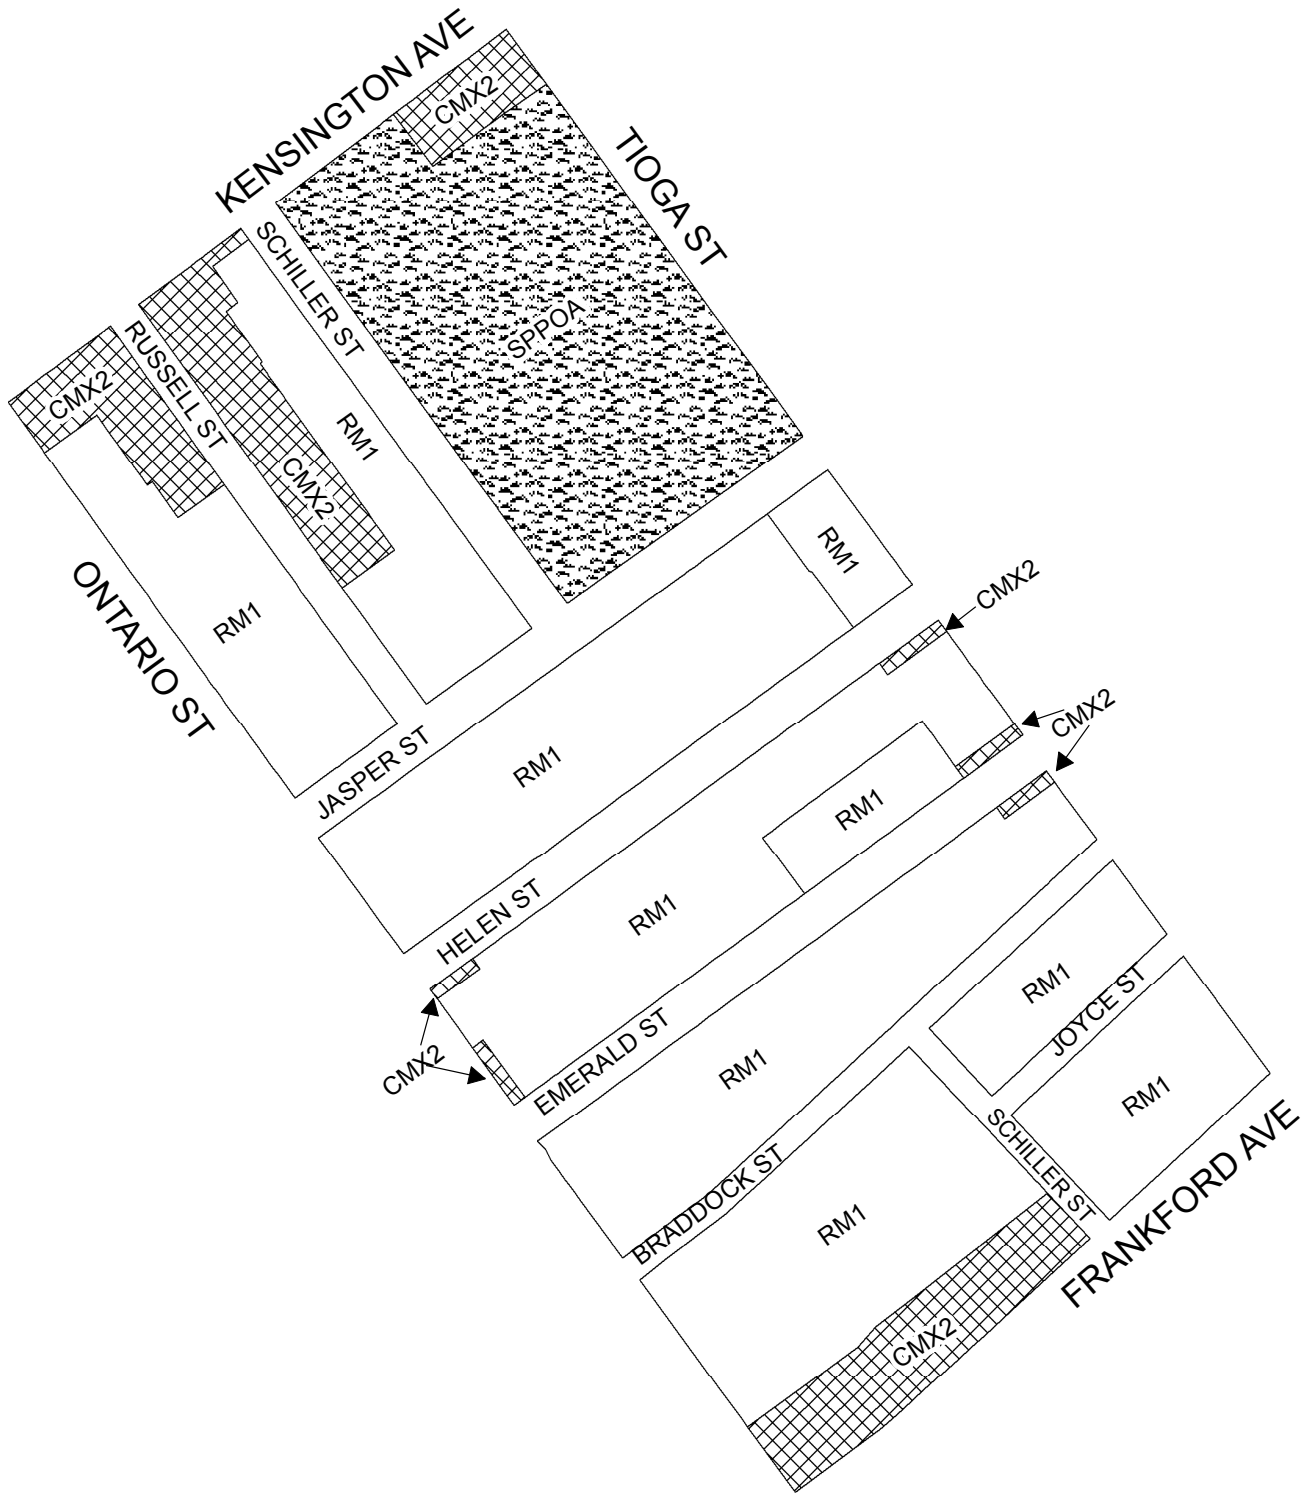 KENSINGTON AVE
CMX2
TIOGA ST
SCHILLER ST
SPPOA
RUSSELL ST
CMX2
RM1
CMX2
RM1
RM1
ONTARIO ST
CMX2
JASPER ST
RM1
CMX2
RM1
HELEN ST
RM1
RM1
JOYCE ST
CMX2
EMERALD ST
RM1
RM1
SCHILLER ST
BRADDOCK ST
RM1
FRANKFORD AVE
CMX2